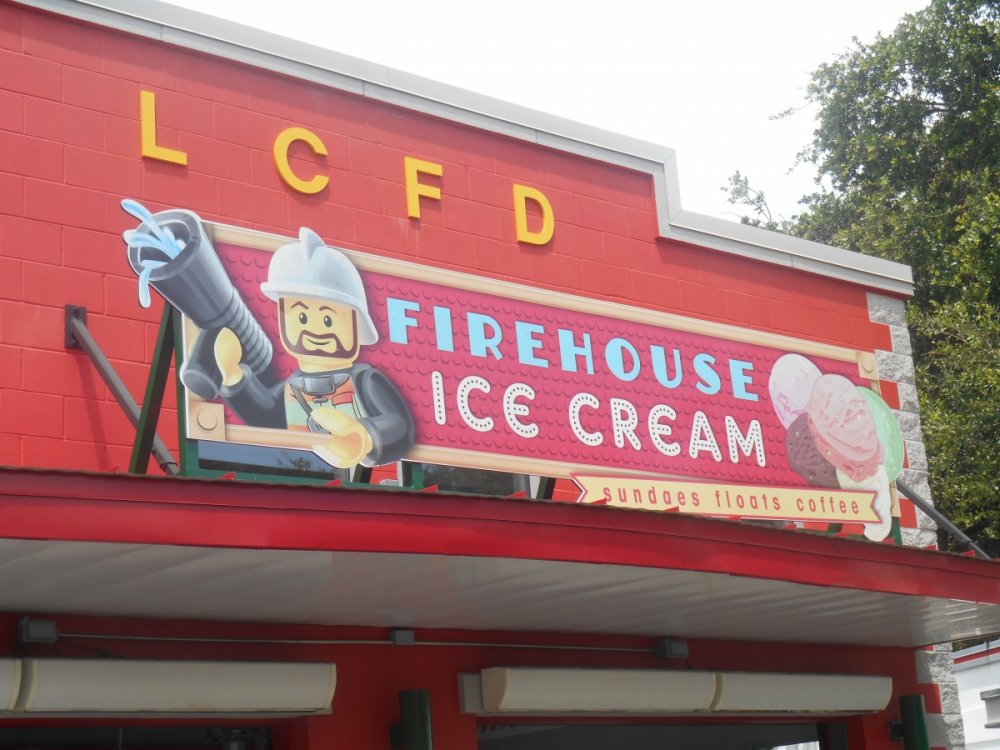 LCFD
FIREHOUSE
ICE CREAM
sundaes floats coffee